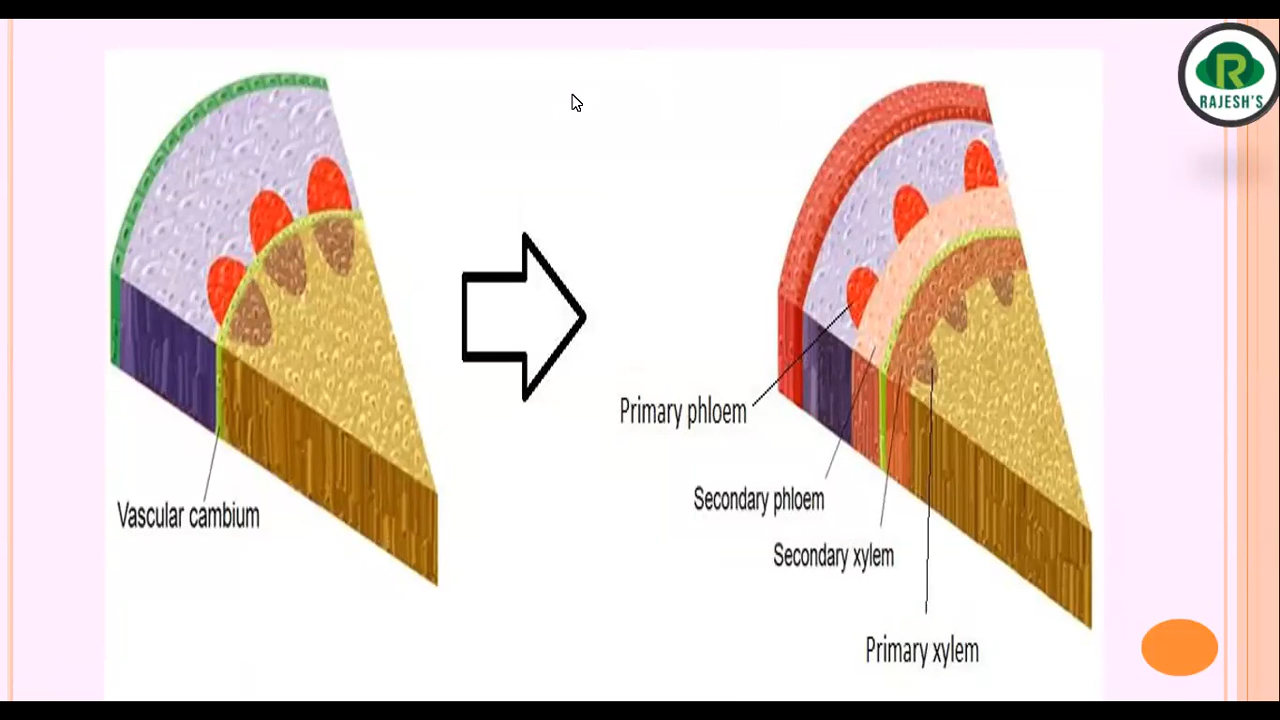 R
RAJESH'S
Primary phloem
Secondary phloem
Vascular cambium
Secondary xylem
Primary xylem